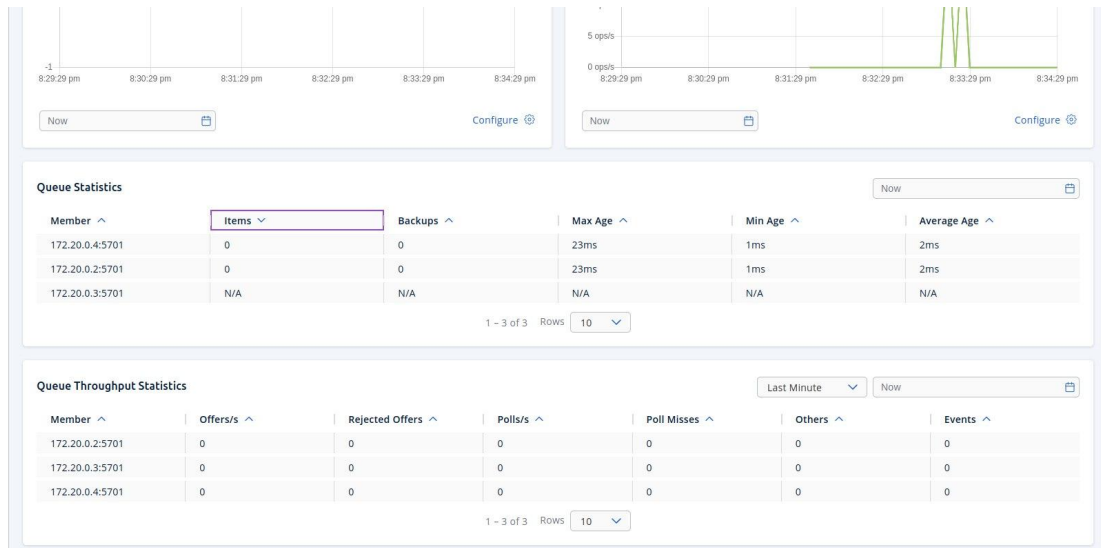 5 ops/s
-1
0 ops/s
8:29:29 pm 8:30:29 pm 8:31:29 pm 8:32:29 pm 8:33:29 pm 8:34:29 pm
8:29:29 pm 8:30:29 pm 8:31:29 pm 8:32:29 pm 8:33:29 pm 8:34:29 pm
Now Configure
Now Configure
Queue Statistics Now
Member Items Backups Max Age Min Age Average Age
172.20.0.4:5701 0 0 23ms 1ms 2ms
172.20.0.2:5701 0 0 23ms 1ms 2ms
172.20.0.3:5701 N/A N/A N/A N/A N/A
1 – 3 of 3 Rows 10
Queue Throughput Statistics Last Minute Now
Member Offers/s Rejected Offers Polls/s Poll Misses Others Events
172.20.0.2:5701 0 0 0 0 0 0
172.20.0.3:5701 0 0 0 0 0 0
172.20.0.4:5701 0 0 0 0 0 0
1 – 3 of 3 Rows 10